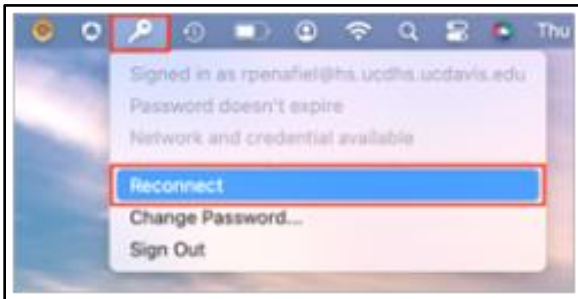 Thu
Signed in as rpenafiel@hs.ucdhs.ucdavis.edu
Password doesn't expire
Network and credential available
Reconnect
Change Password...
Sign Out